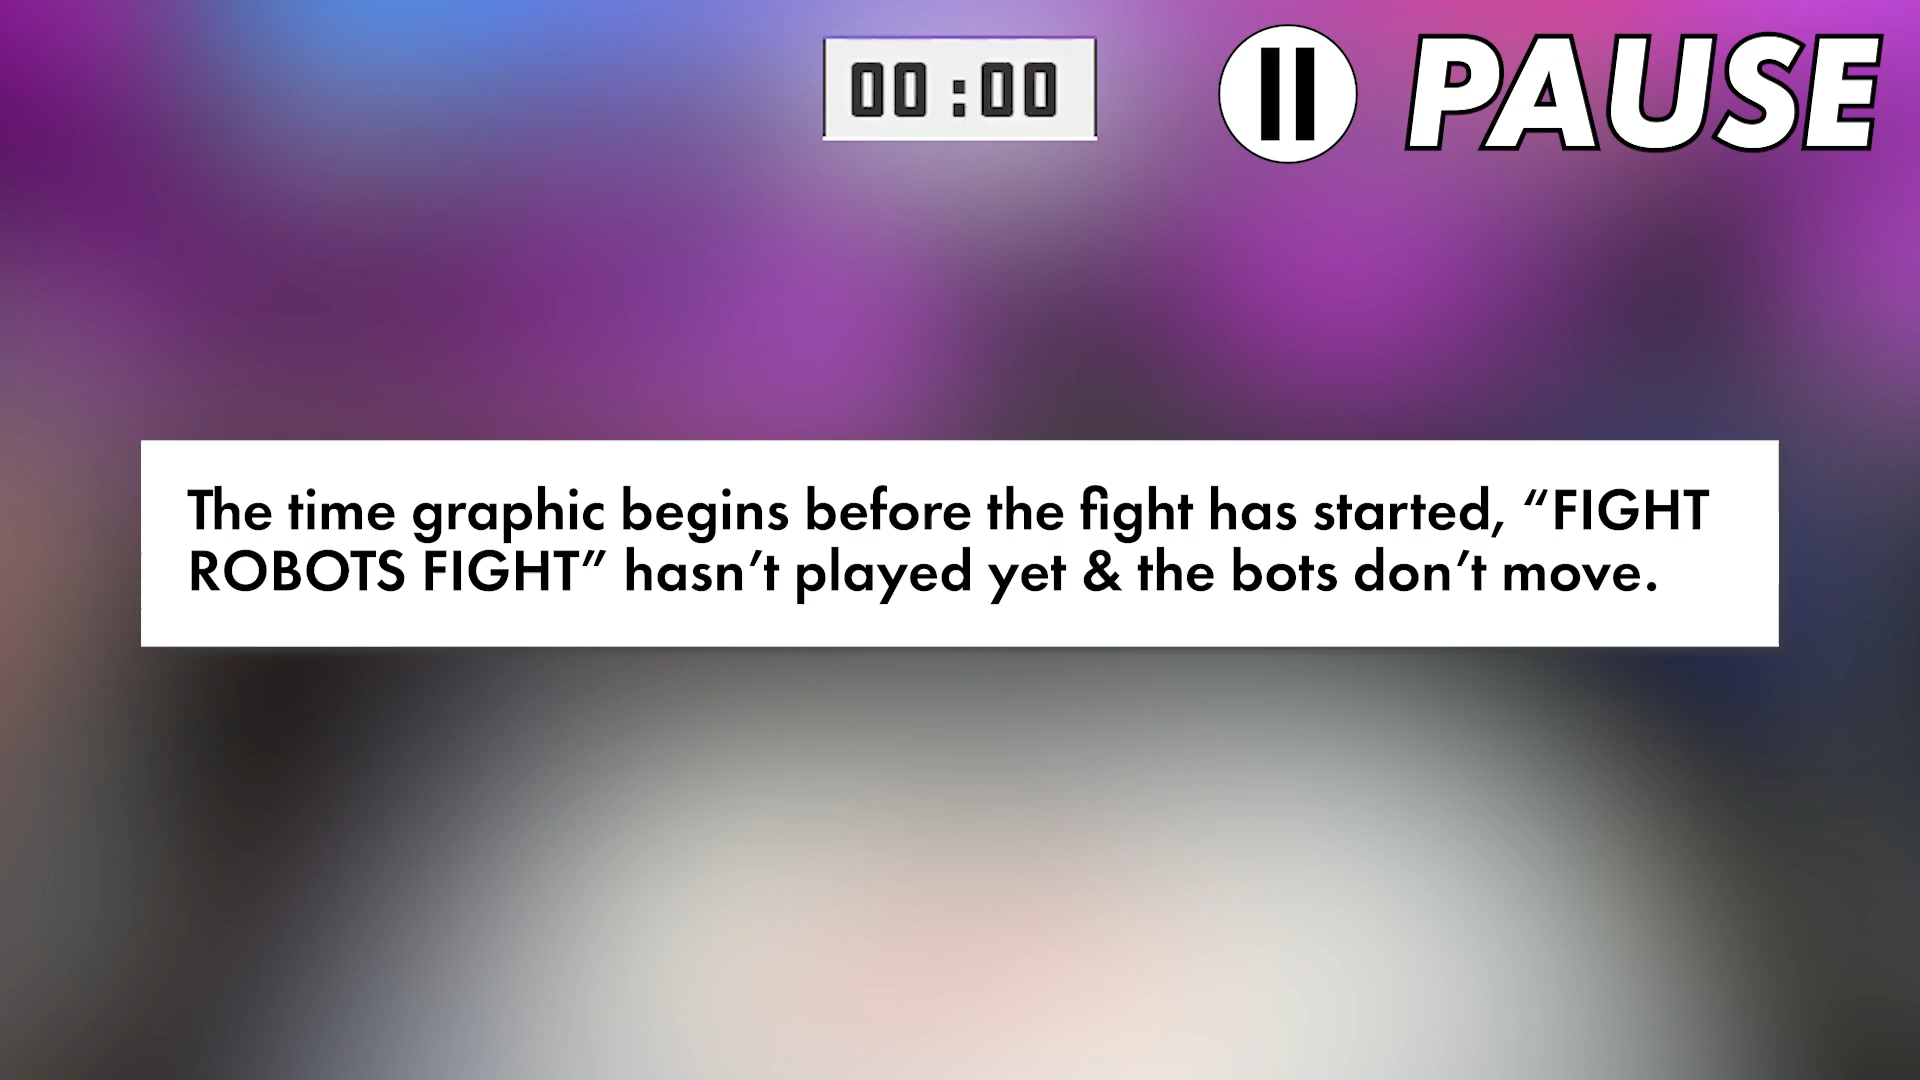 00:00
PAUSE
The time graphic begins before the fight has started, “FIGHT
ROBOTS FIGHT” hasn’t played yet & the bots don’t move.